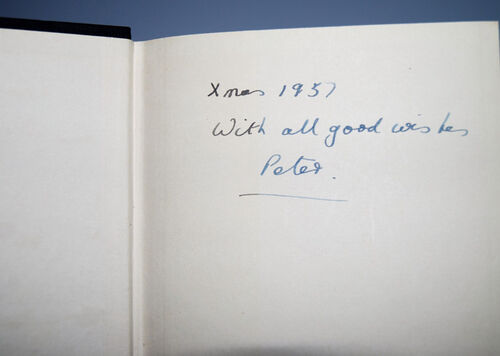 Xmas 1957
With all good wishes
Peter.